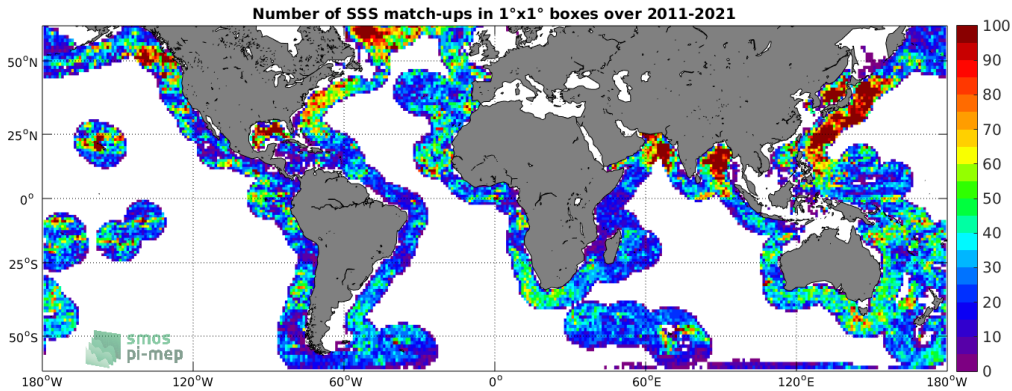 Number of SSS match-ups in 1°x1° boxes over 2011-2021
50°N
25°N
0°
25°S
50°S
180°W
120°W
60°W
0°
60°E
120°E
180°W
100
90
80
70
60
50
40
30
20
10
0
smos
pi-mep